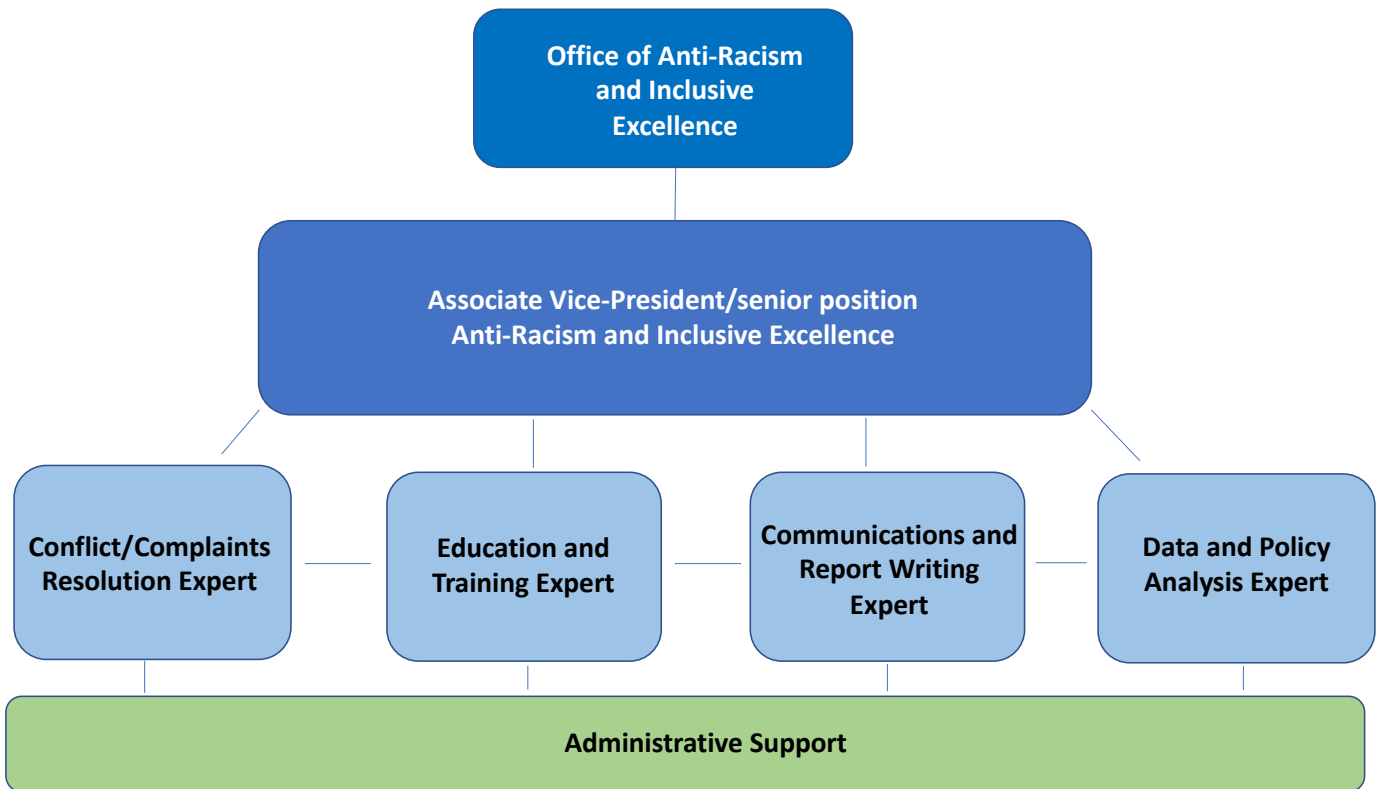 Office of Anti-Racism
and Inclusive
Excellence
Associate Vice-President/senior position
Anti-Racism and Inclusive Excellence
Conflict/Complaints
Resolution Expert
Education and
Training Expert
Communications and
Report Writing
Expert
Data and Policy
Analysis Expert
Administrative Support